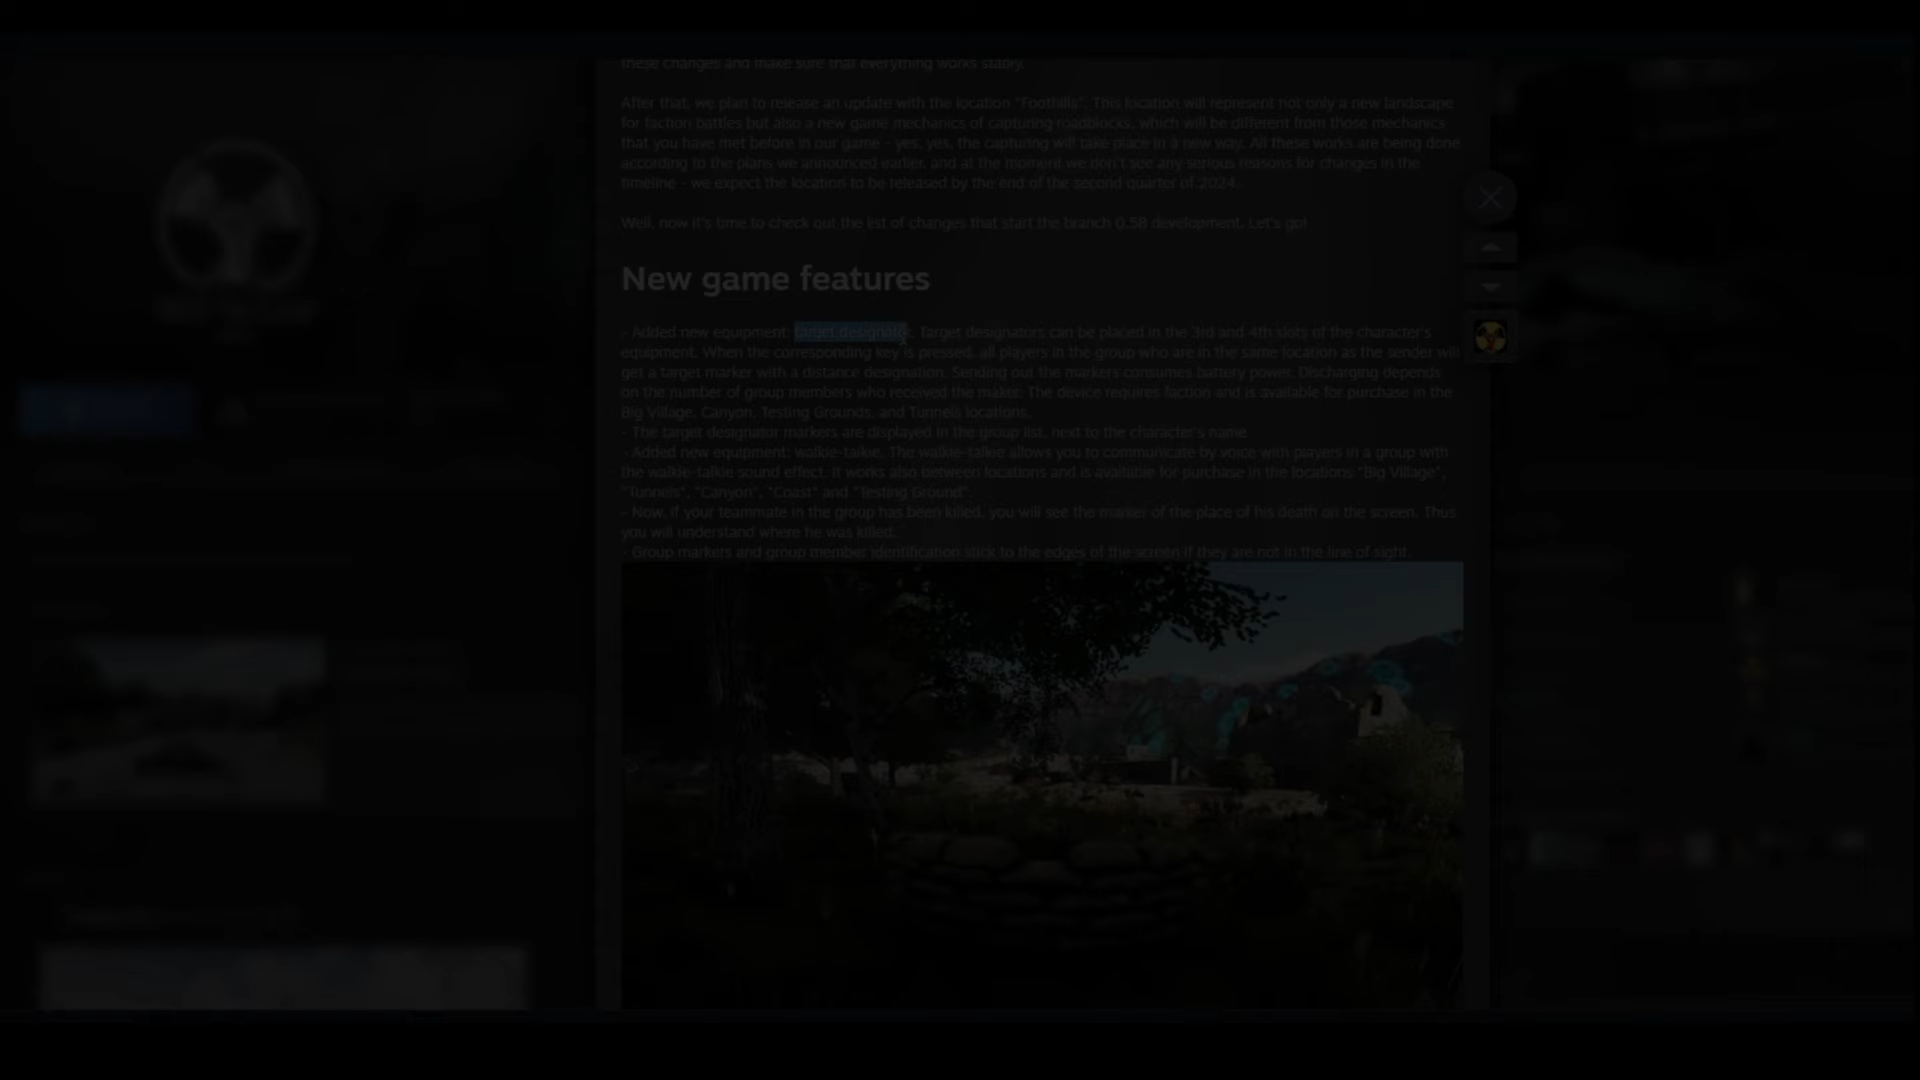 these changes and make sure that everything works stably.
After that, we plan to release an update with the location "Foothills". This location will represent not only a new landscape
for faction battles but also a new game mechanics of capturing roadblocks, which will be different from those mechanics
that you have met before in our game - yes, yes, the capturing will take place in a new way. All these works are being done
according to the plans we announced earlier, and at the moment we don't see any serious reasons for changes in the
timeline - we expect the location to be released by the end of the second quarter of 2024.
Well, now it's time to check out the list of changes that start the branch 0.58 development. Let's go!
New game features
- Added new equipment: target designator. Target designators can be placed in the 3rd and 4th slots of the character's
equipment. When the corresponding key is pressed, all players in the group who are in the same location as the sender will
get a target marker with a distance designation. Sending out the markers consumes battery power. Discharging depends
on the number of group members who received the maker. The device requires faction and is available for purchase in the
Big Village, Canyon, Testing Grounds, and Tunnels locations.
- The target designator markers are displayed in the group list, next to the character's name
- Added new equipment: walkie-talkie. The walkie-talkie allows you to communicate by voice with players in a group with
the walkie-talkie sound effect. It works also between locations and is available for purchase in the locations "Big Village",
"Tunnels", "Canyon", "Coast" and "Testing Ground".
- Now, if your teammate in the group has been killed, you will see the marker of the place of his death on the screen. Thus
you will understand where he was killed.
- Group markers and group member identification stick to the edges of the screen if they are not in the line of sight.